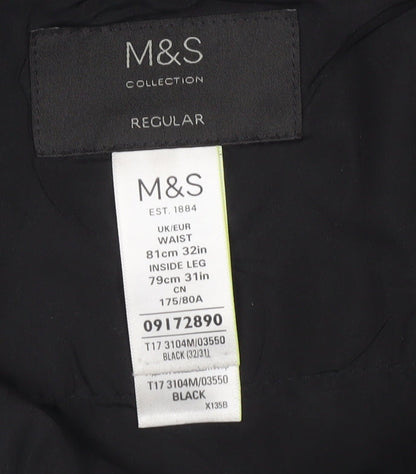 M&S
COLLECTION
REGULAR
M&S
EST. 1884
UK/EUR
WAIST
81cm 32in
INSIDE LEG
79cm 31in
CN
175/80A
09172890
T17 3104M/03550
BLACK (32/31)
T17 3104M/03550
BLACK
X135B